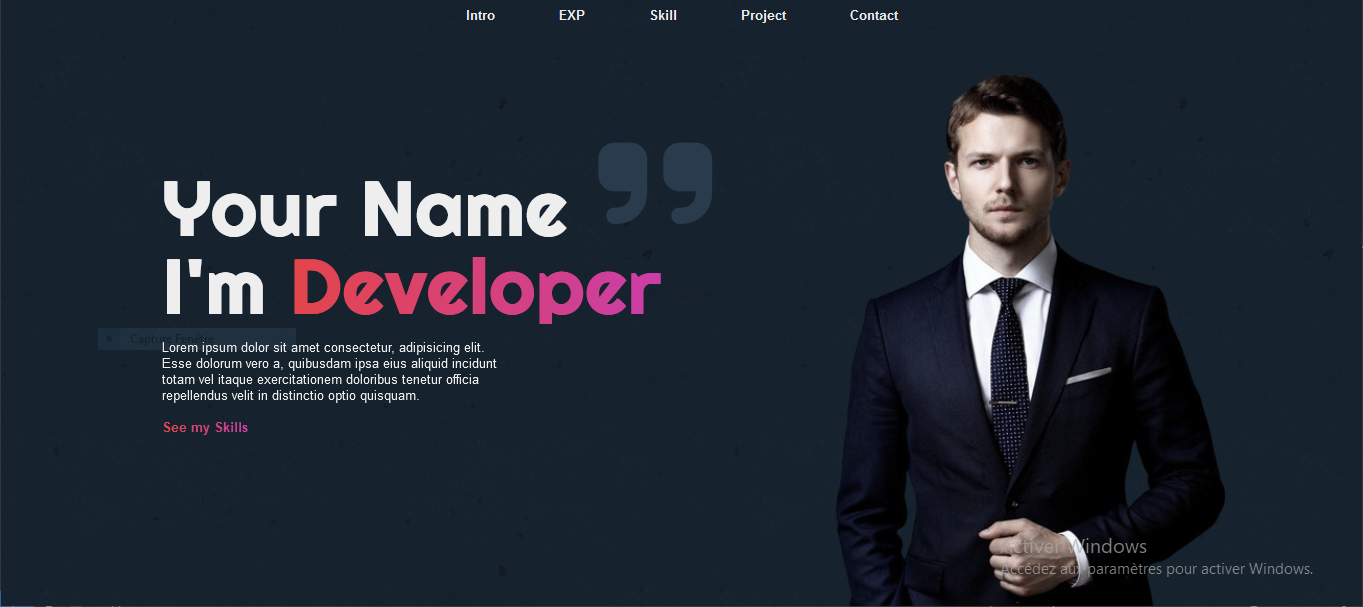 Intro EXP Skill Project Contact
Your Name
I'm Developer
Capture Fenêtre
Lorem ipsum dolor sit amet consectetur, adipisicing elit.
Esse dolorum vero a, quibusdam ipsa eius aliquid incidunt
totam vel itaque exercitationem doloribus tenetur officia
repellendus velit in distinctio optio quisquam.
See my Skills
Activer Windows
Accédez aux paramètres pour activer Windows.